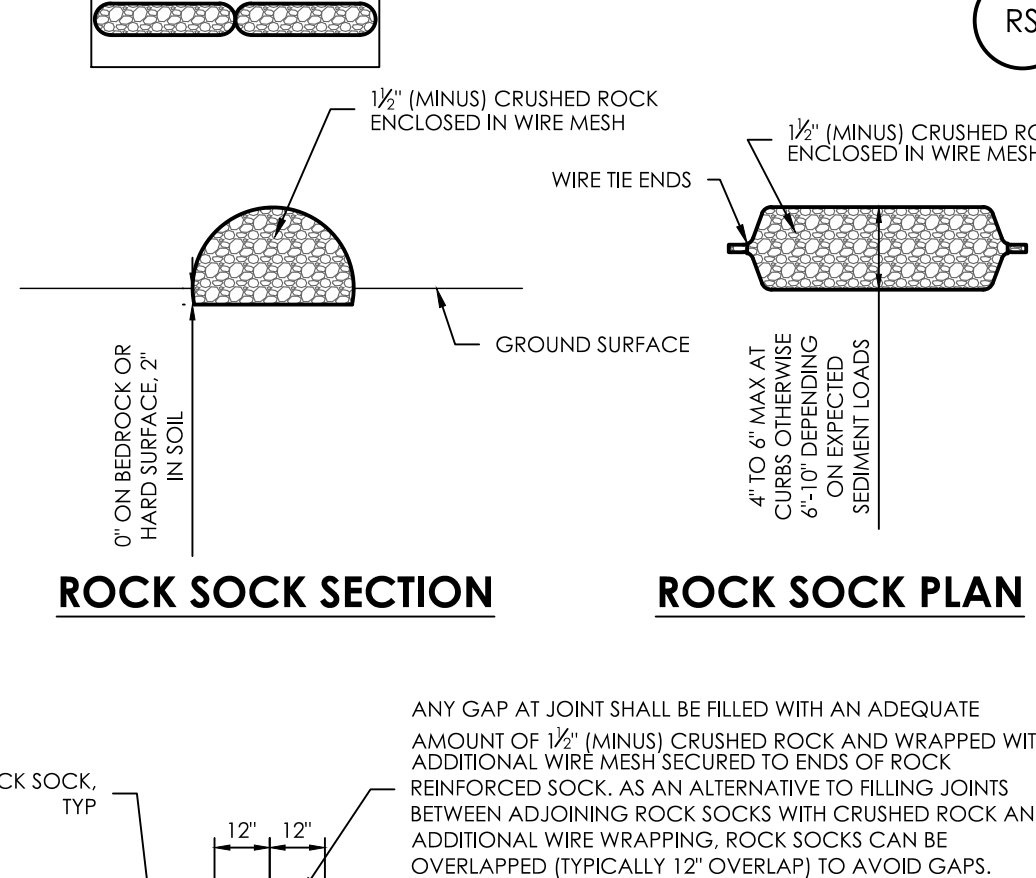 RS
1½" (MINUS) CRUSHED ROCK
ENCLOSED IN WIRE MESH
1½" (MINUS) CRUSHED
ENCLOSED IN WIRE MESH
WIRE TIE ENDS
GROUND SURFACE
0" ON BEDROCK OR
HARD SURFACE, 2"
IN SOIL
4" TO 6" MAX AT
CURBS OTHERWISE
6"-10" DEPENDING
ON EXPECTED
SEDIMENT LOADS
ROCK SOCK SECTION
ROCK SOCK PLAN
ANY GAP AT JOINT SHALL BE FILLED WITH AN ADEQUATE
AMOUNT OF 1½" (MINUS) CRUSHED ROCK AND WRAPPED
ADDITIONAL WIRE MESH SECURED TO ENDS OF ROCK
REINFORCED SOCK. AS AN ALTERNATIVE TO FILLING JOINTS
BETWEEN ADJOINING ROCK SOCKS WITH CRUSHED ROCK
ADDITIONAL WIRE WRAPPING, ROCK SOCKS CAN BE
OVERLAPPED (TYPICALLY 12" OVERLAP) TO AVOID GAPS.
SOCK,
TYP
12" 12"